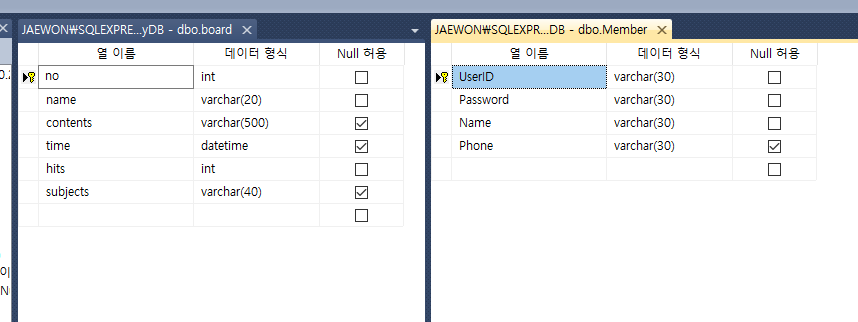 JAEWON₩SQLEXPRE...yDB - dbo.board
열 이름 데이터 형식 Null 허용
no int
name varchar(20)
contents varchar(500)
time datetime
hits int
subjects varchar(40)
JAEWON₩SQLEXPR...DB - dbo.Member
열 이름 데이터 형식 Null 허용
UserID varchar(30)
Password varchar(30)
Name varchar(30)
Phone varchar(30)
이
N